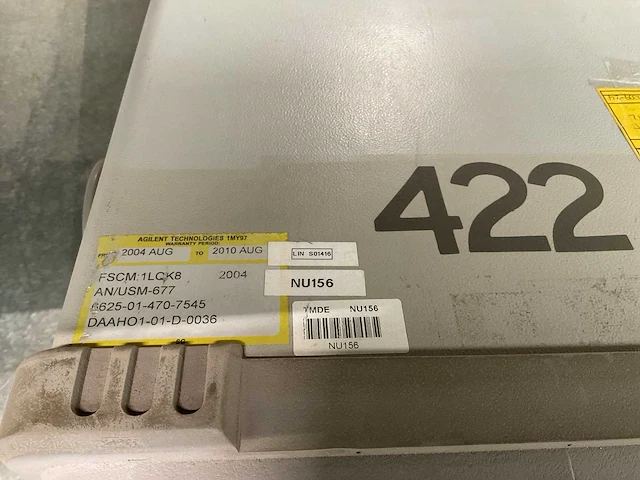 422
AGILENT TECHNOLOGIES 1MY97
WARRANTY PERIOD:
2004 AUG TO 2010 AUG
FSCM:1LQK8 2004
AN/USM-677
6625-01-470-7545
DAAHO1-01-D-0036
LIN S01416
NU156
TMDE NU156
NU156